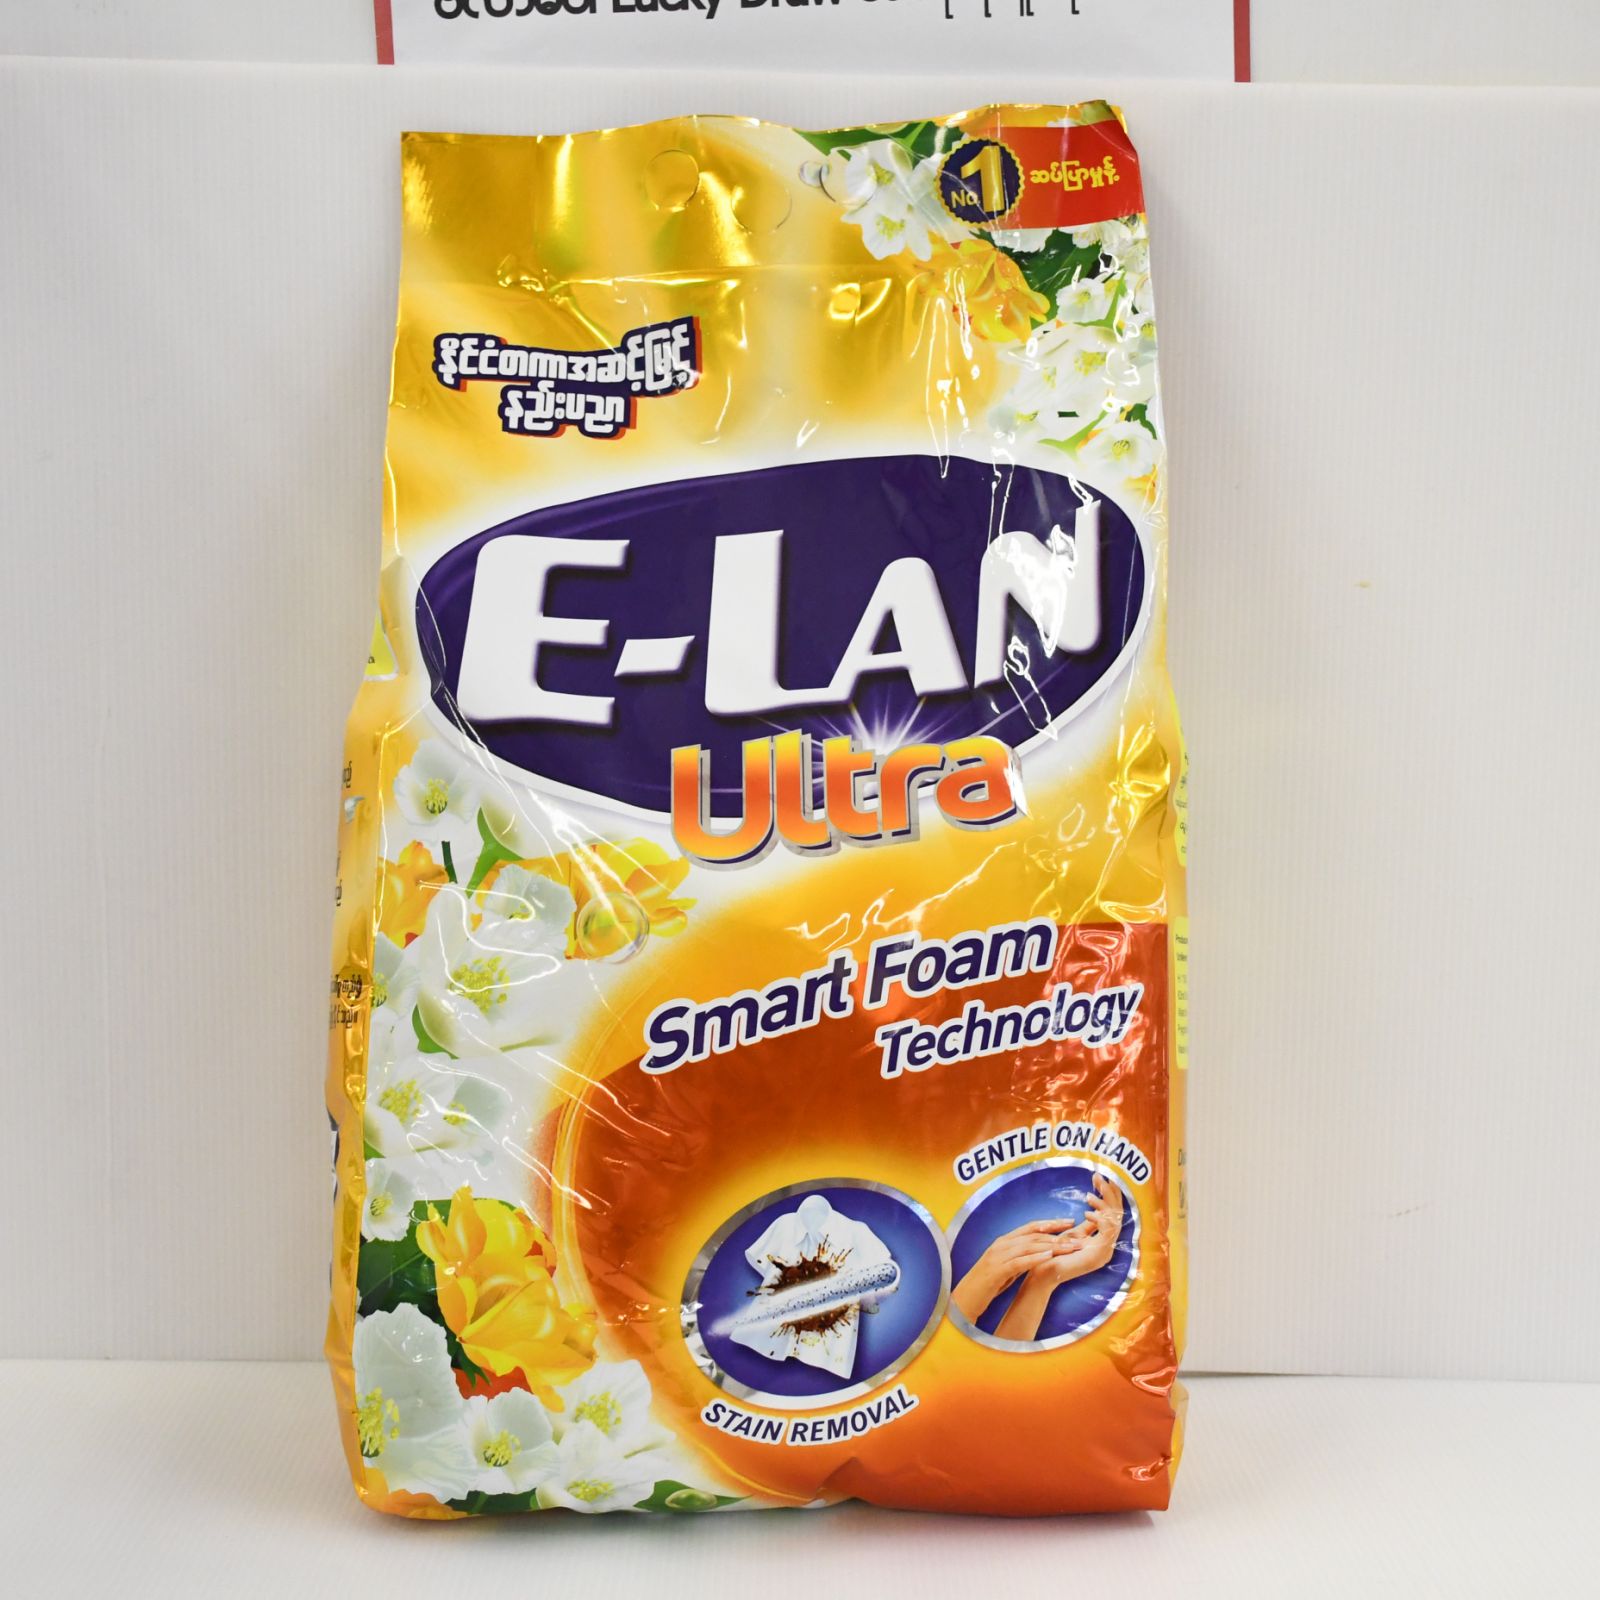 Lucky Draw
No. 1 ဆပ်ပြာမှုန့်
နိုင်ငံတကာအဆင့်မြင့်
နည်းပညာ
E-LAN
Ultra
Smart Foam
Technology
GENTLE ON HAND
STAIN REMOVAL